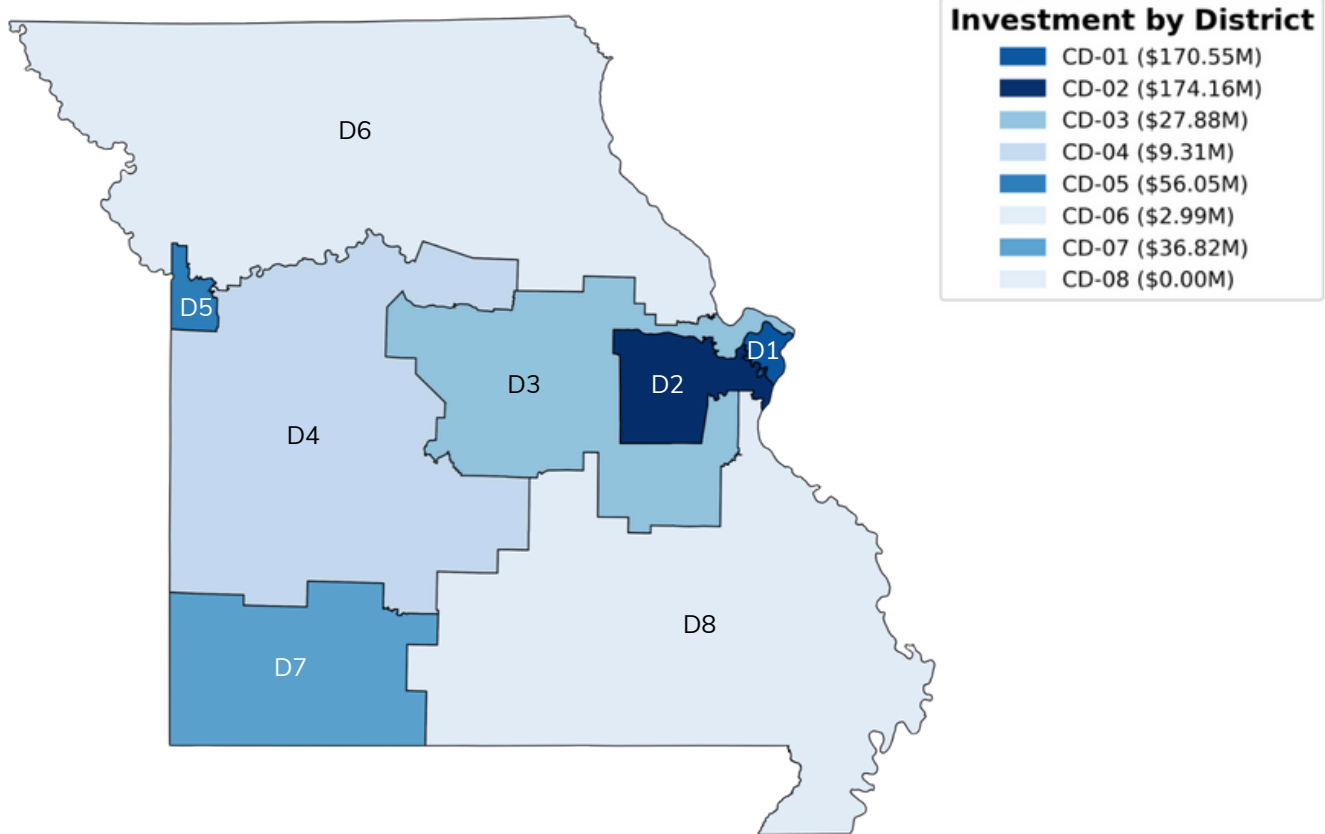 Investment by District
CD-01 ($170.55M)
CD-02 ($174.16M)
CD-03 ($27.88M)
CD-04 ($9.31M)
CD-05 ($56.05M)
CD-06 ($2.99M)
CD-07 ($36.82M)
CD-08 ($0.00M)
D6
D5
D1
D3
D2
D4
D8
D7